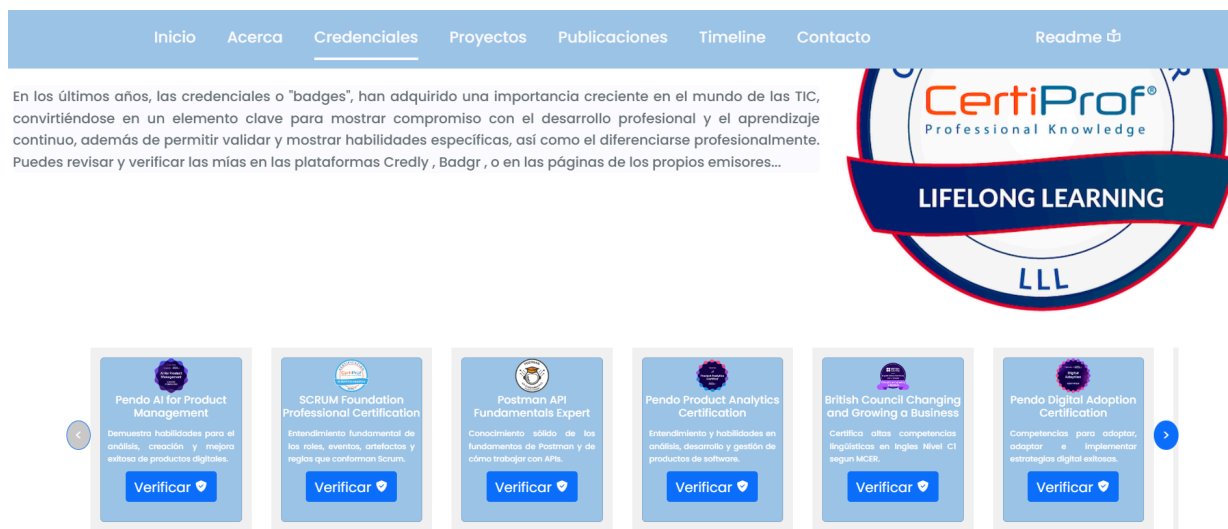 Inicio Acerca Credenciales Proyectos Publicaciones Timeline Contacto Readme
En los últimos años, las credenciales o "badges", han adquirido una importancia creciente en el mundo de las TIC,
convirtiéndose en un elemento clave para mostrar compromiso con el desarrollo profesional y el aprendizaje
continuo, además de permitir validar y mostrar habilidades específicas, así como el diferenciarse profesionalmente.
Puedes revisar y verificar las mías en las plataformas Credly , Badgr , o en las páginas de los propios emisores...
CertiProf®
Professional Knowledge
LIFELONG LEARNING
LLL
Pendo AI for Product
Management
Demuestra habilidades para el
análisis, creación y mejora
exitosa de productos digitales.
Verificar
SCRUM Foundation
Professional Certification
Entendimiento fundamental de
los roles, eventos, artefactos y
reglas que conforman Scrum.
Verificar
Postman API
Fundamentals Expert
Conocimiento sólido de los
fundamentos de Postman y de
cómo trabajar con APIs.
Verificar
Pendo Product Analytics
Certification
Entendimiento y habilidades en
análisis, desarrollo y gestión de
productos de software.
Verificar
British Council Changing
and Growing a Business
Certifica altas competencias
lingüísticas en Ingles Nivel C1
segun MCER.
Verificar
Pendo Digital Adoption
Certification
Competencias para adoptar,
adaptar e Implementar
estrategias digital exitosas.
Verificar